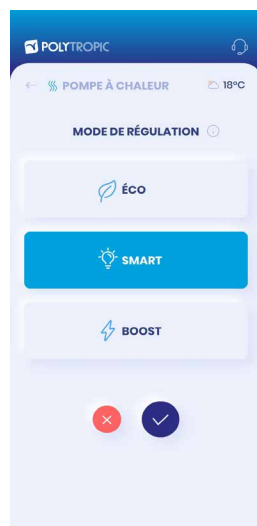 POLYTROPIC
POMPE À CHALEUR 18°C
MODE DE RÉGULATION
ÉCO
SMART
BOOST